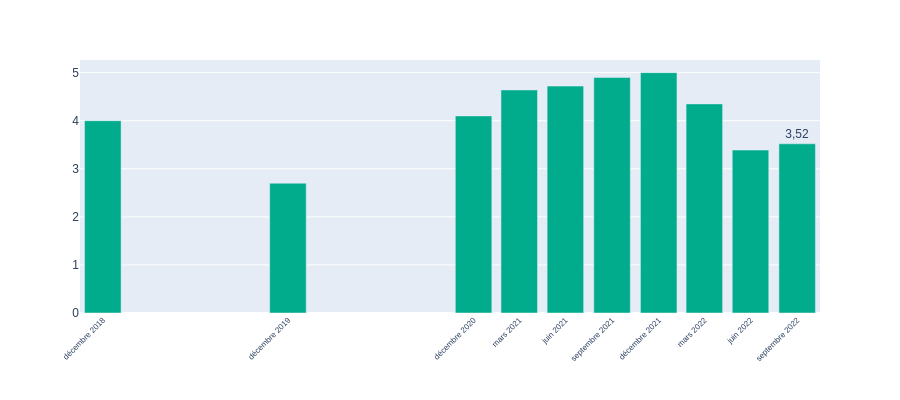 5
4
3
2
1
0
3,52
décembre 2018
décembre 2019
décembre 2020
mars 2021
juin 2021
septembre 2021
décembre 2021
mars 2022
juin 2022
septembre 2022